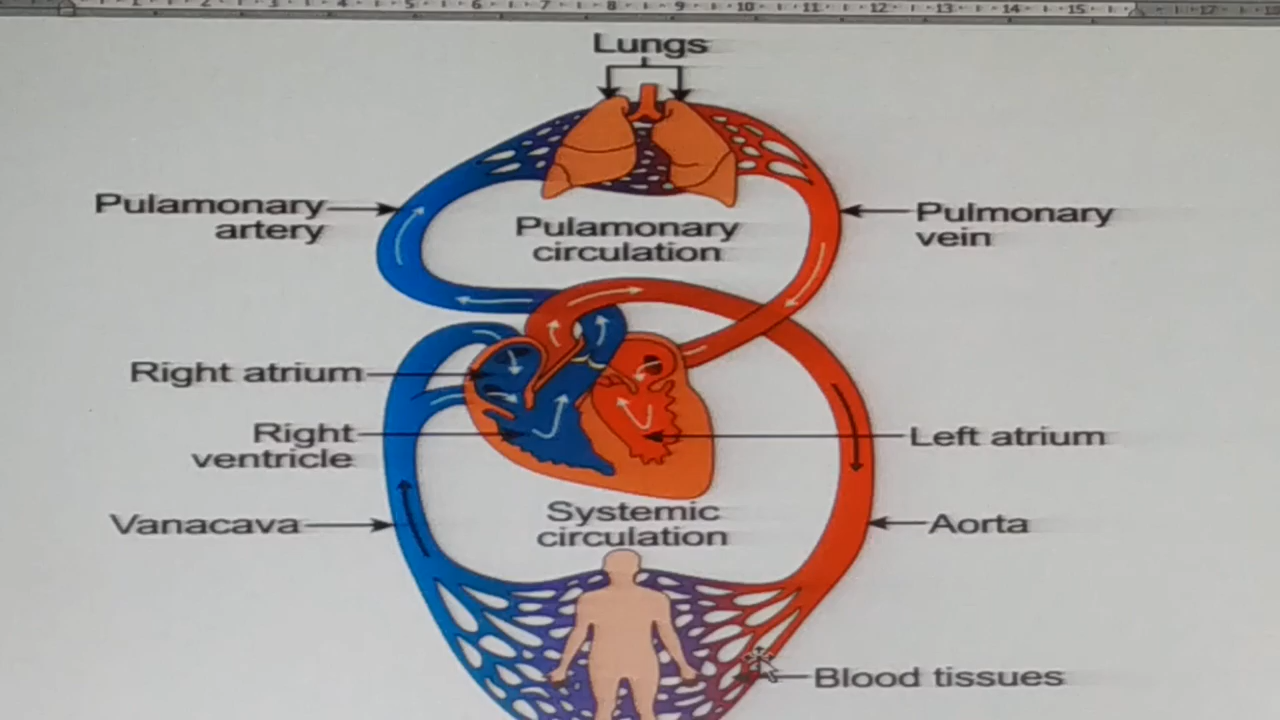 Lungs
Pulamonary
artery
Pulamonary
circulation
Pulmonary
vein
Right atrium
Right
ventricle
Left atrium
Vanacava
Systemic
circulation
Aorta
Blood tissues